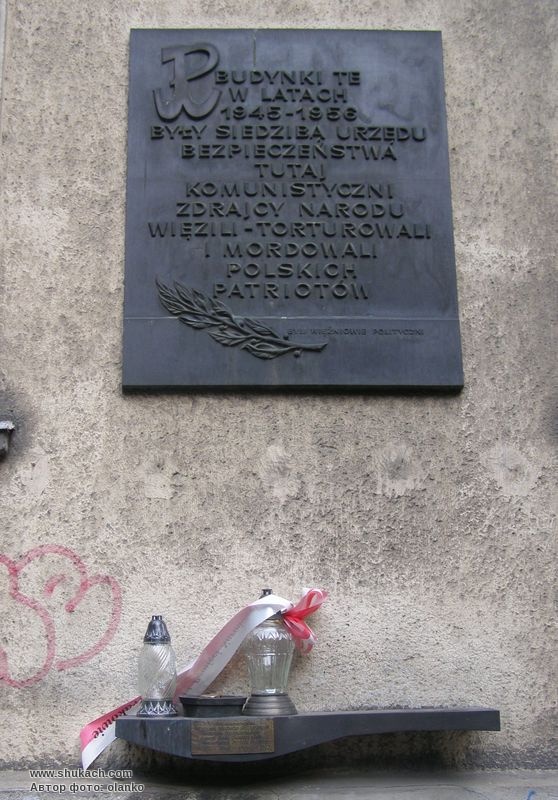 BUDYNKI TE
W LATACH
1945-1956
BYŁY SIEDZIBĄ URZĘDU
BEZPIECZEŃSTWA
TUTAJ
KOMUNISTYCZNI
ZDRAJCY NARODU
WIĘZILI-TORTUROWALI
I MORDOWALI
POLSKICH
PATRIOTÓW
BYLI WIĘŹNIOWIE POLITYCZNI
www.shukach.com
Автор фото: olanko